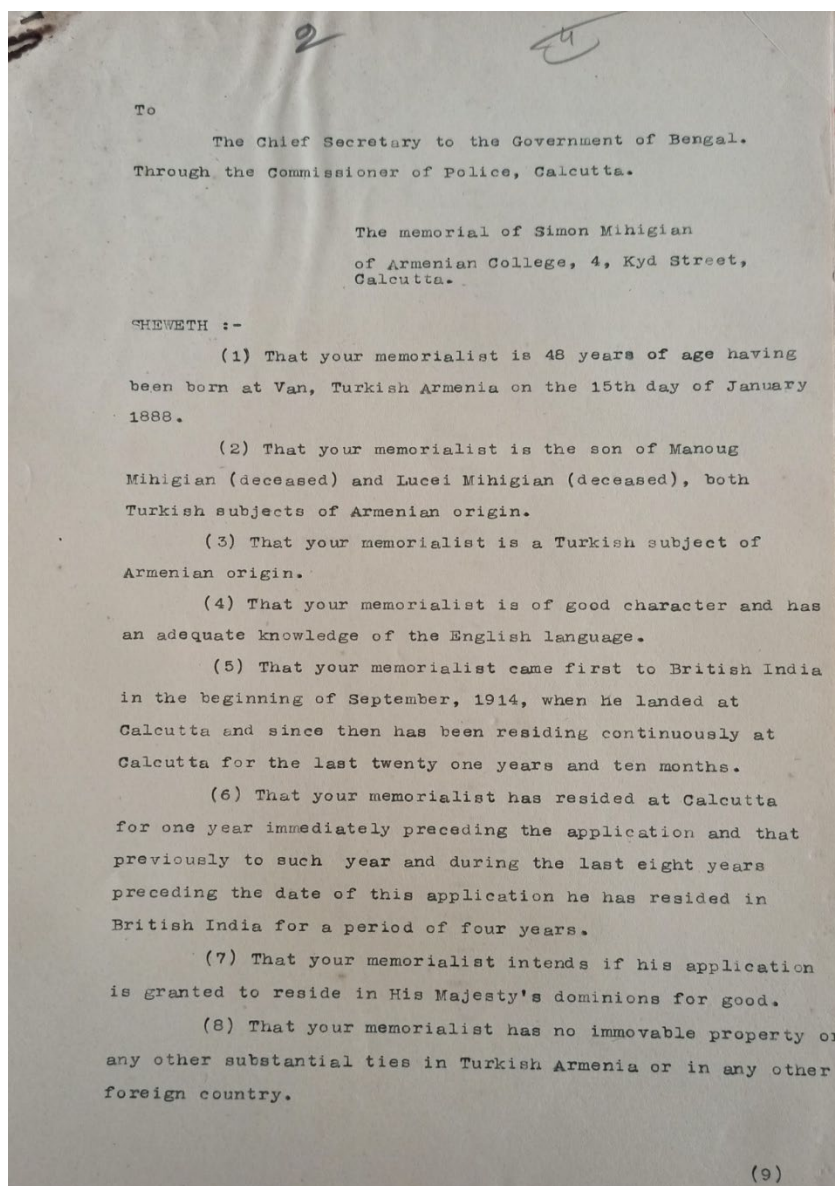 2
4
To
The Chief Secretary to the Government of Bengal.
Through the Commissioner of Police, Calcutta.
The memorial of Simon Mihigian
of Armenian College, 4, Kyd Street,
Calcutta.
SHEWETH :-
(1) That your memorialist is 48 years of age having
been born at Van, Turkish Armenia on the 15th day of January
1888.
(2) That your memorialist is the son of Manoug
Mihigian (deceased) and Lucei Mihigian (deceased), both
Turkish subjects of Armenian origin.
(3) That your memorialist is a Turkish subject of
Armenian origin.
(4) That your memorialist is of good character and has
an adequate knowledge of the English language.
(5) That your memorialist came first to British India
in the beginning of September, 1914, when he landed at
Calcutta and since then has been residing continuously at
Calcutta for the last twenty one years and ten months.
(6) That your memorialist has resided at Calcutta
for one year immediately preceding the application and that
previously to such year and during the last eight years
preceding the date of this application he has resided in
British India for a period of four years.
(7) That your memorialist intends if his application
is granted to reside in His Majesty's dominions for good.
(8) That your memorialist has no immovable property or
any other substantial ties in Turkish Armenia or in any other
foreign country.
(9)